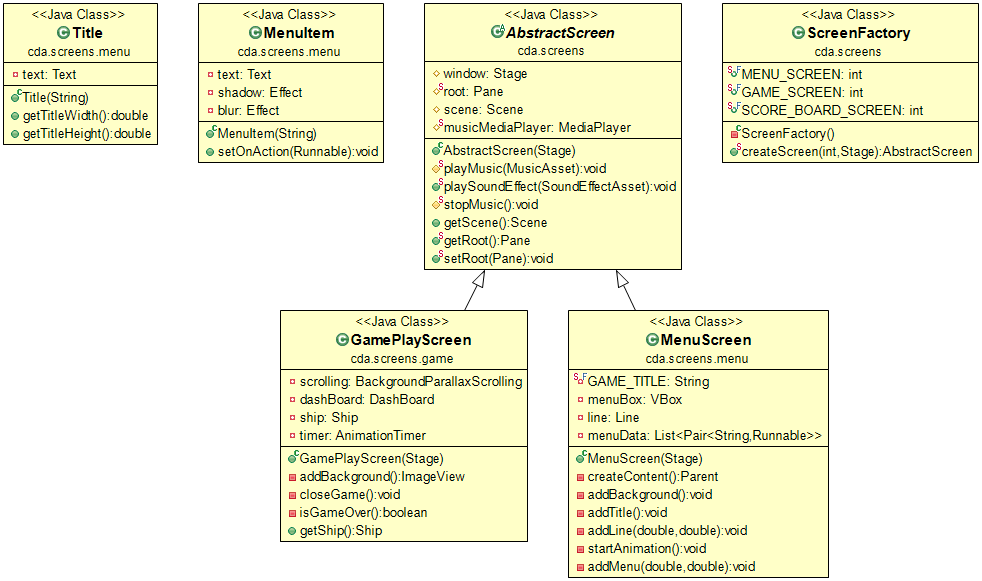 <<Java Class>>
Title
cda.screens.menu
text: Text
Title(String)
getTitleWidth():double
getTitleHeight():double
<<Java Class>>
MenuItem
cda.screens.menu
text: Text
shadow: Effect
blur: Effect
MenuItem(String)
setOnAction(Runnable):void
<<Java Class>>
AbstractScreen
cda.screens
window: Stage
root: Pane
scene: Scene
musicMediaPlayer: MediaPlayer
AbstractScreen(Stage)
playMusic(MusicAsset):void
playSoundEffect(SoundEffectAsset):void
stopMusic():void
getScene():Scene
getRoot():Pane
setRoot(Pane):void
<<Java Class>>
ScreenFactory
cda.screens
MENU_SCREEN: int
GAME_SCREEN: int
SCORE_BOARD_SCREEN: int
ScreenFactory()
createScreen(int,Stage):AbstractScreen
<<Java Class>>
GamePlayScreen
cda.screens.game
scrolling: BackgroundParallaxScrolling
dashBoard: DashBoard
ship: Ship
timer: AnimationTimer
GamePlayScreen(Stage)
addBackground():ImageView
closeGame():void
isGameOver():boolean
getShip():Ship
<<Java Class>>
MenuScreen
cda.screens.menu
GAME_TITLE: String
menuBox: VBox
line: Line
menuData: List<Pair<String,Runnable>>
MenuScreen(Stage)
createContent():Parent
addBackground():void
addTitle():void
addLine(double,double):void
startAnimation():void
addMenu(double,double):void